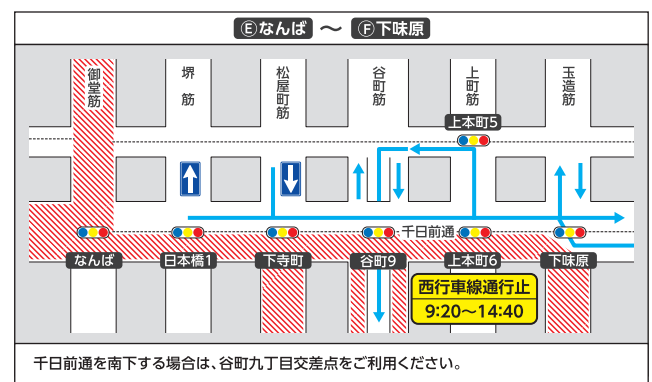 Ⓔなんば 〜 Ⓕ下味原
御堂筋
堺筋
松屋町筋
谷町筋
上町筋
玉造筋
上本町5
千日前通
なんば
日本橋1
下寺町
谷町9
上本町6
下味原
西行車線通行止
9:20〜14:40
千日前通を南下する場合は、谷町九丁目交差点をご利用ください。